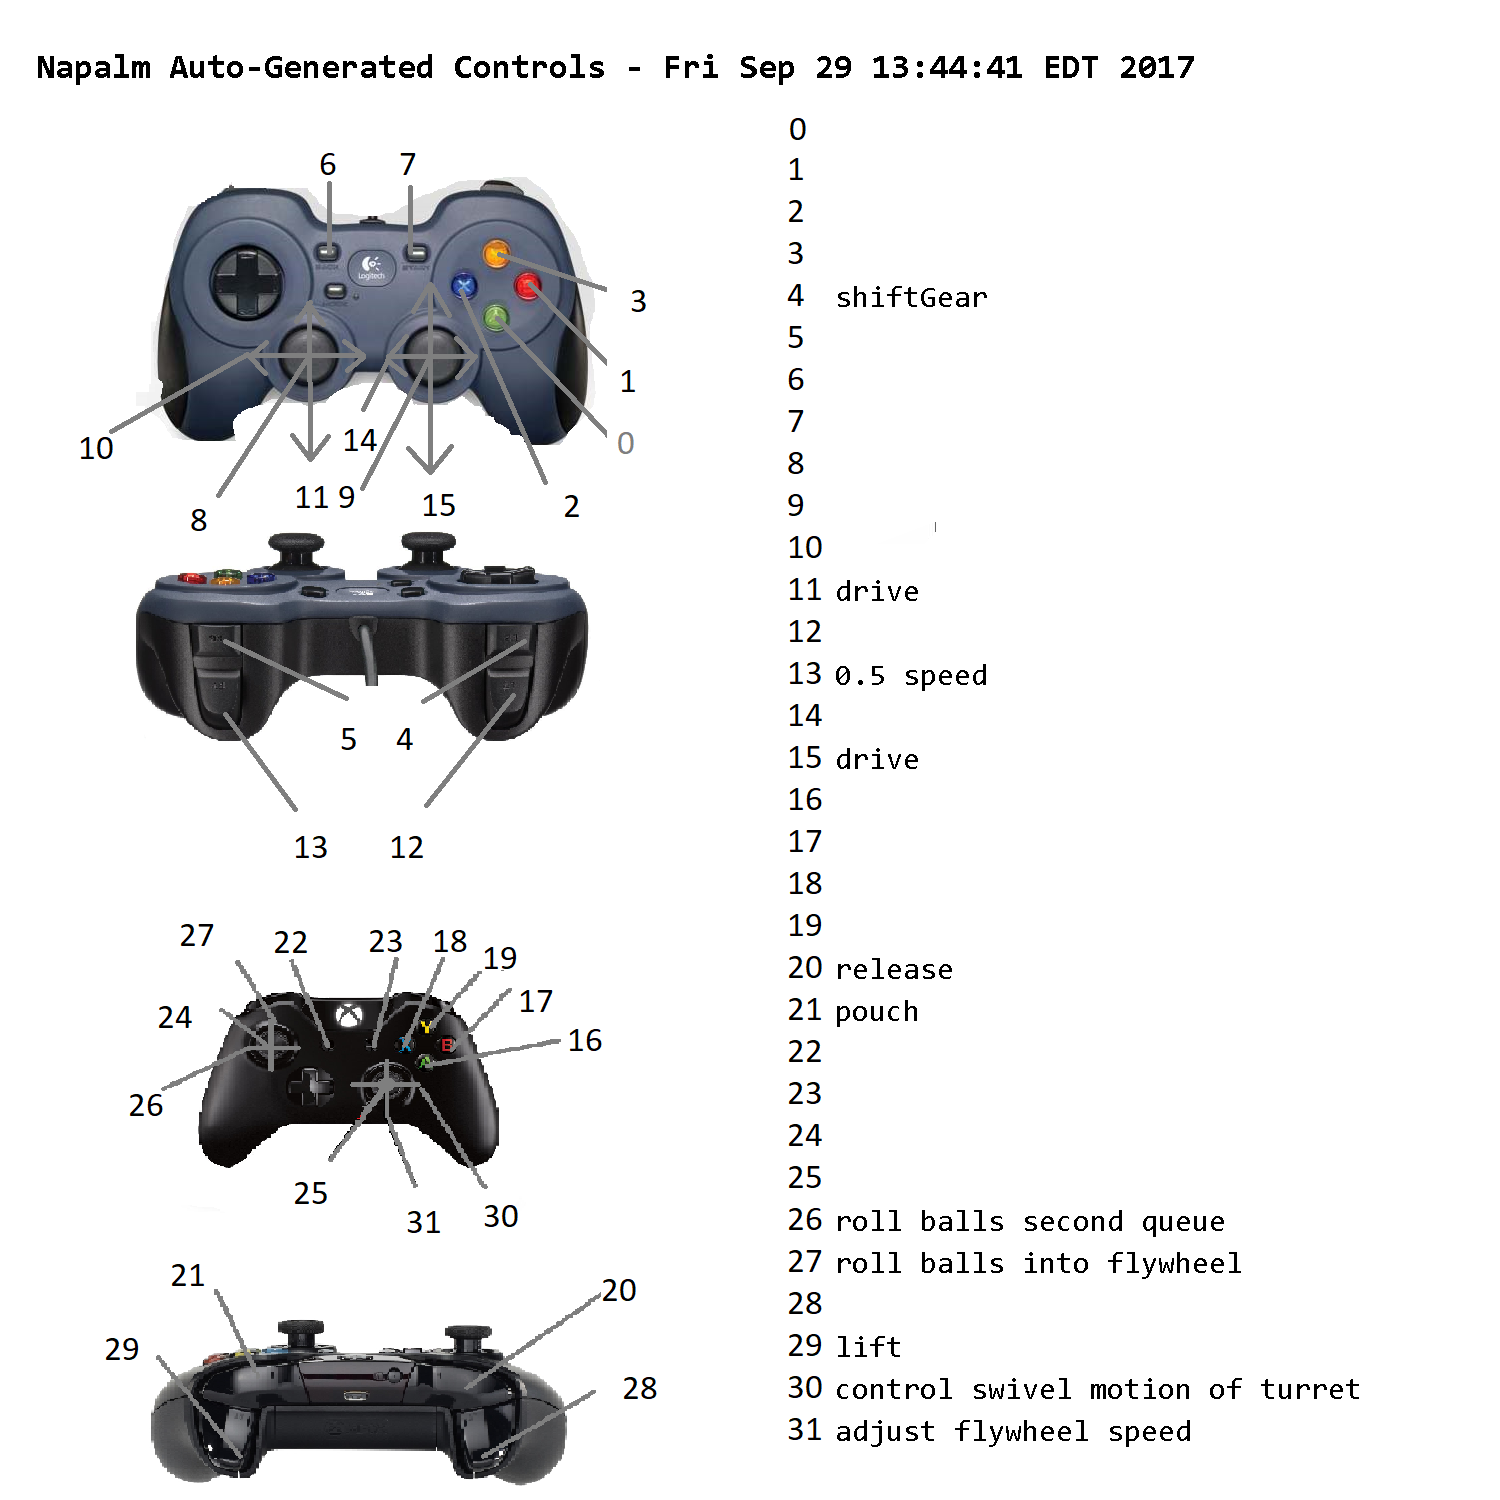 Napalm Auto-Generated Controls - Fri Sep 29 13:44:41 EDT 2017
6 7
Logitech
X
3
1
0
10
14
11 9
15
8
2
5 4
13 12
27
22
23
18
19
24
17
16
Y
X
B
A
26
25
31
30
21
20
29
28
0
1
2
3
4 shiftGear
5
6
7
8
9
10
11 drive
12
13 0.5 speed
14
15 drive
16
17
18
19
20 release
21 pouch
22
23
24
25
26 roll balls second queue
27 roll balls into flywheel
28
29 lift
30 control swivel motion of turret
31 adjust flywheel speed